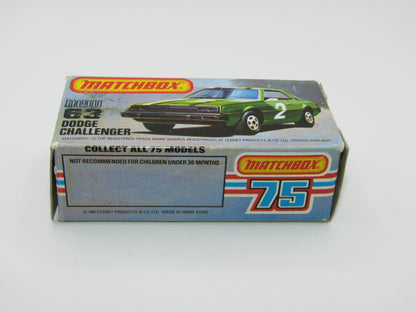 MATCHBOX
new
63
DODGE
CHALLENGER
2
"MATCHBOX" IS THE REGISTERED TRADE MARK (MARCA REGISTRADA) OF LESNEY PRODUCTS & CO. LTD. LONDON ENGLAND
COLLECT ALL 75 MODELS
NOT RECOMMENDED FOR CHILDREN UNDER 36 MONTHS
MATCHBOX
75
LESNEY PRODUCTS & CO LTD. MADE IN HONG KONG